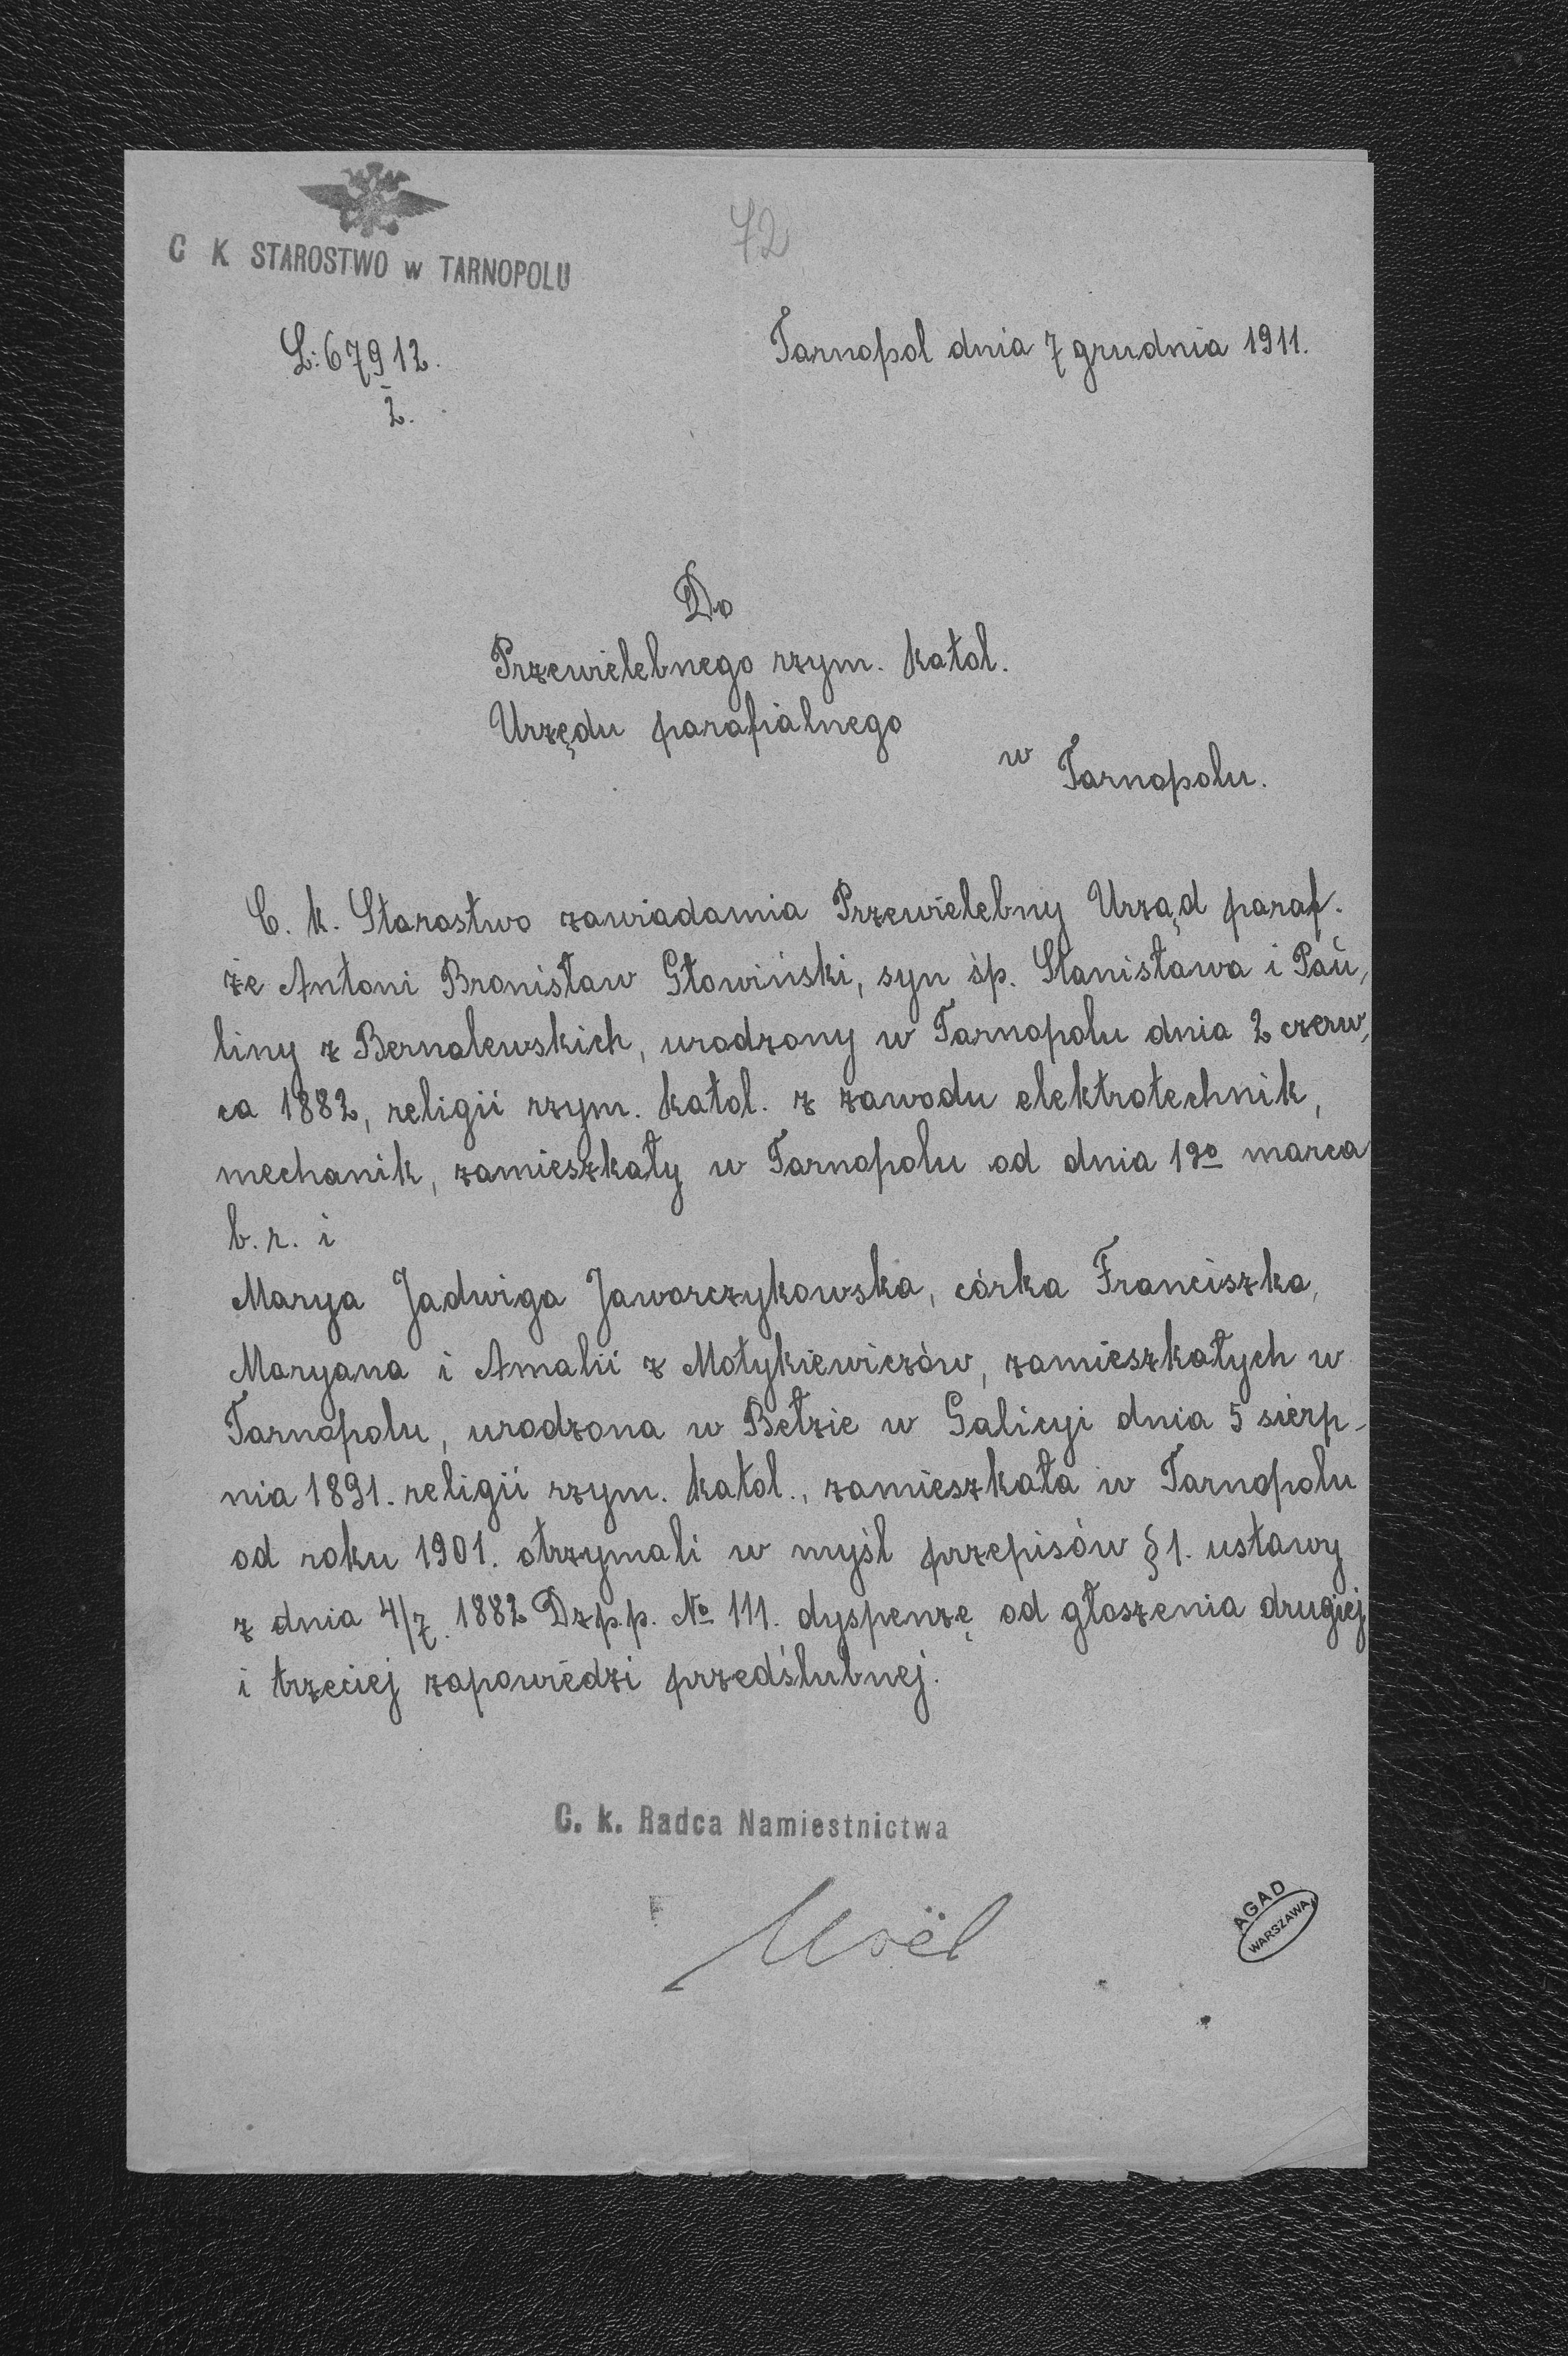 C K STAROSTWO w TARNOPOLU
72
L: 67912.
2.
Tarnopol dnia 7 grudnia 1911.
Do
Przewielebnego rzym. katol.
Urzędu parafialnego
w Tarnopolu.
C. k. Starostwo zawiadamia Przewielebny Urząd paraf.
że Antoni Bronisław Głowiński, syn śp. Stanisława i Pau,
liny z Bernalewskich, urodzony w Tarnopolu dnia 2 czerw,
ca 1882, religii rzym. katol. z zawodu elektrotechnik,
mechanik, zamieszkały w Tarnopolu od dnia 19o marca
b. r. i
Marya Jadwiga Jaworczykowska, córka Franciszka,
Maryana i Amalii z Motykiewiczów, zamieszkałych w
Tarnopolu, urodzona w Bełzie w Galicyi dnia 5 sierp-
nia 1891. religii rzym. katol., zamieszkała w Tarnopolu
od roku 1901. otrzymali w myśl przepisów § 1. ustawy
z dnia 4/7. 1882 Dz.p.p. No 111. dyspenzę od głoszenia drugiej
i trzeciej zapowiedzi przedślubnej.
C. k. Radca Namiestnictwa
AGAD
WARSZAWA